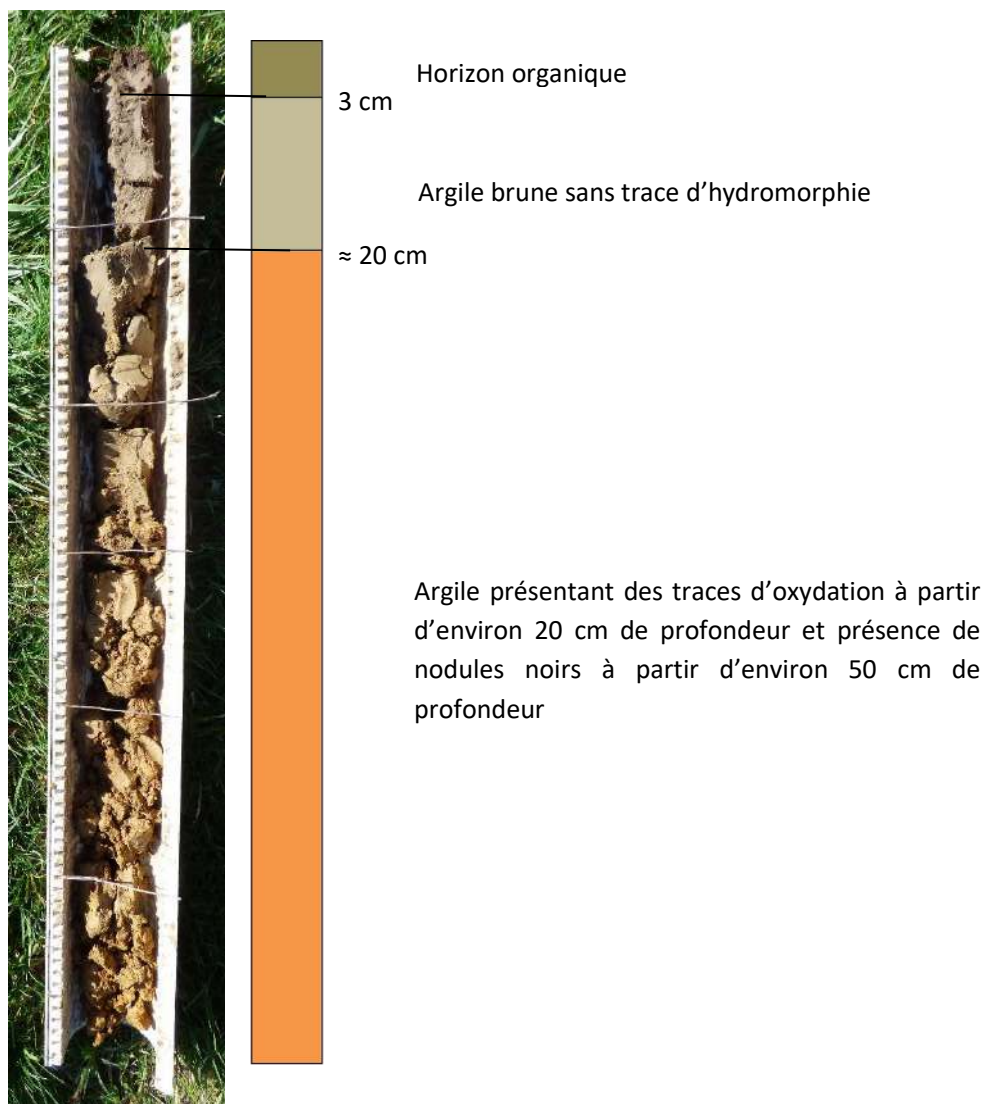 Horizon organique
3 cm
Argile brune sans trace d’hydromorphie
≈ 20 cm
Argile présentant des traces d’oxydation à partir
d’environ 20 cm de profondeur et présence de
nodules noirs à partir d’environ 50 cm de
profondeur